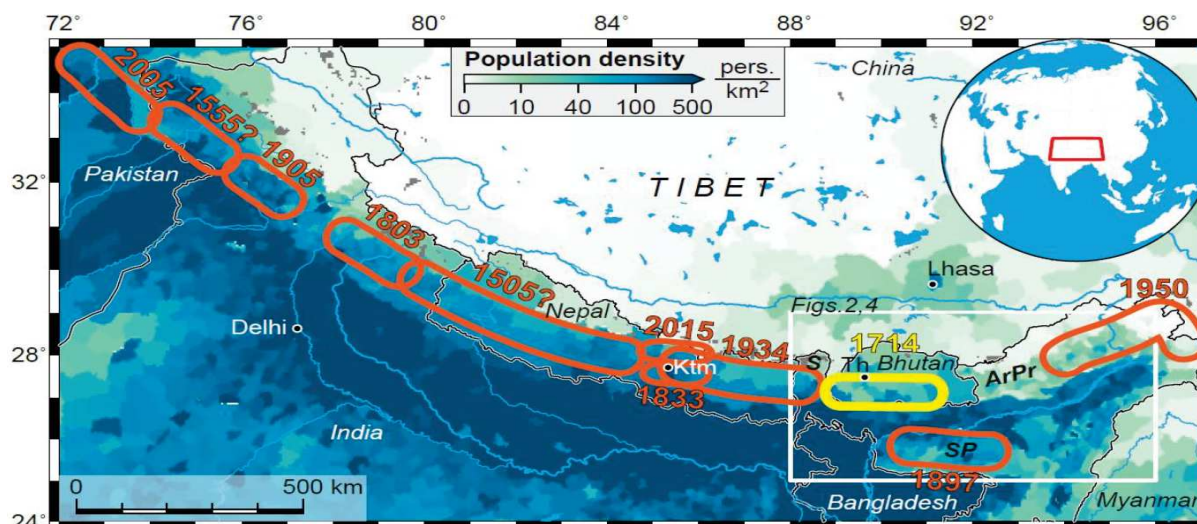 72° 76 80 84 88 92 96
Population density
pers.
km²
0 10 40 100 500
China
2005
1555?
1905
Pakistan
32°
TIBET
1803
1505?
Nepal
Lhasa
Figs.2,4
1950
Delhi
28°
2015
1934
Ktm
1833
S
1714
Th
Bhutan
ArPr
India
SP
1897
0 500 km
Bangladesh
Myanmar
24°